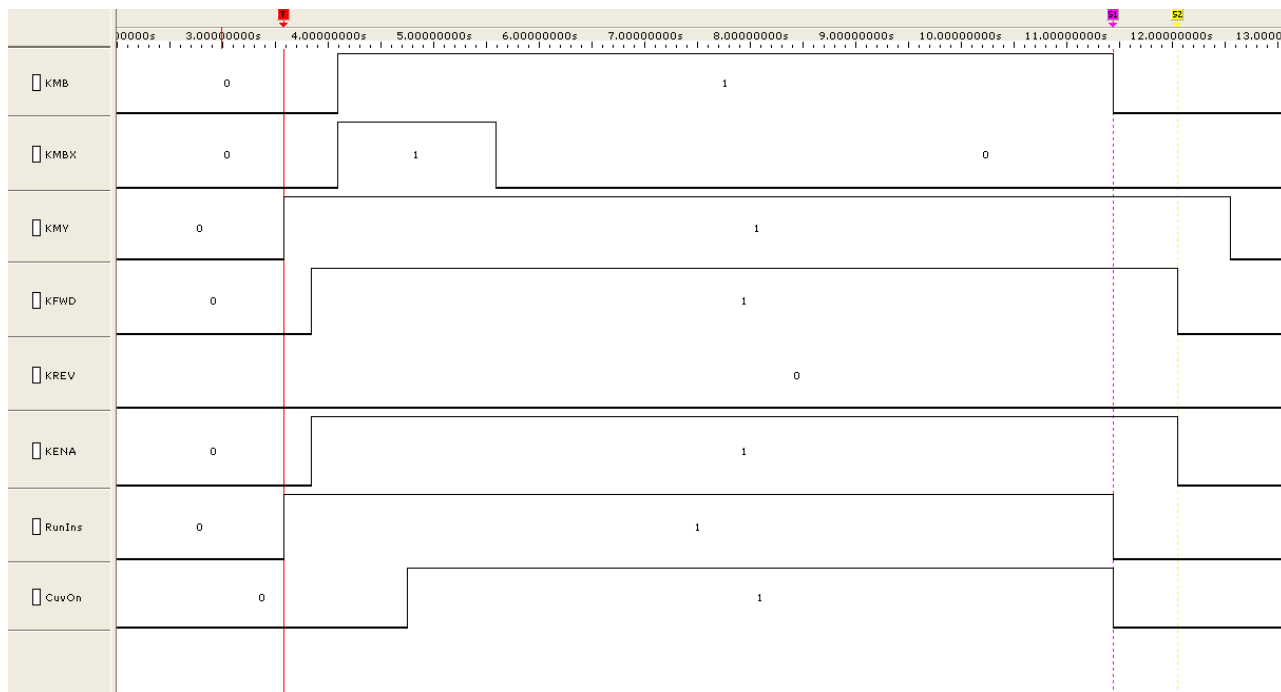 T S1 S2
0000s 3.00000000s 4.00000000s 5.00000000s 6.00000000s 7.00000000s 8.00000000s 9.00000000s 10.00000000s 11.00000000s 12.00000000s 13.0000
KMB 0 1
KMBX 0 1 0
KMY 0 1
KFWD 0 1
KREV 0
KENA 0 1
RunIns 0 1
CuvOn 0 1